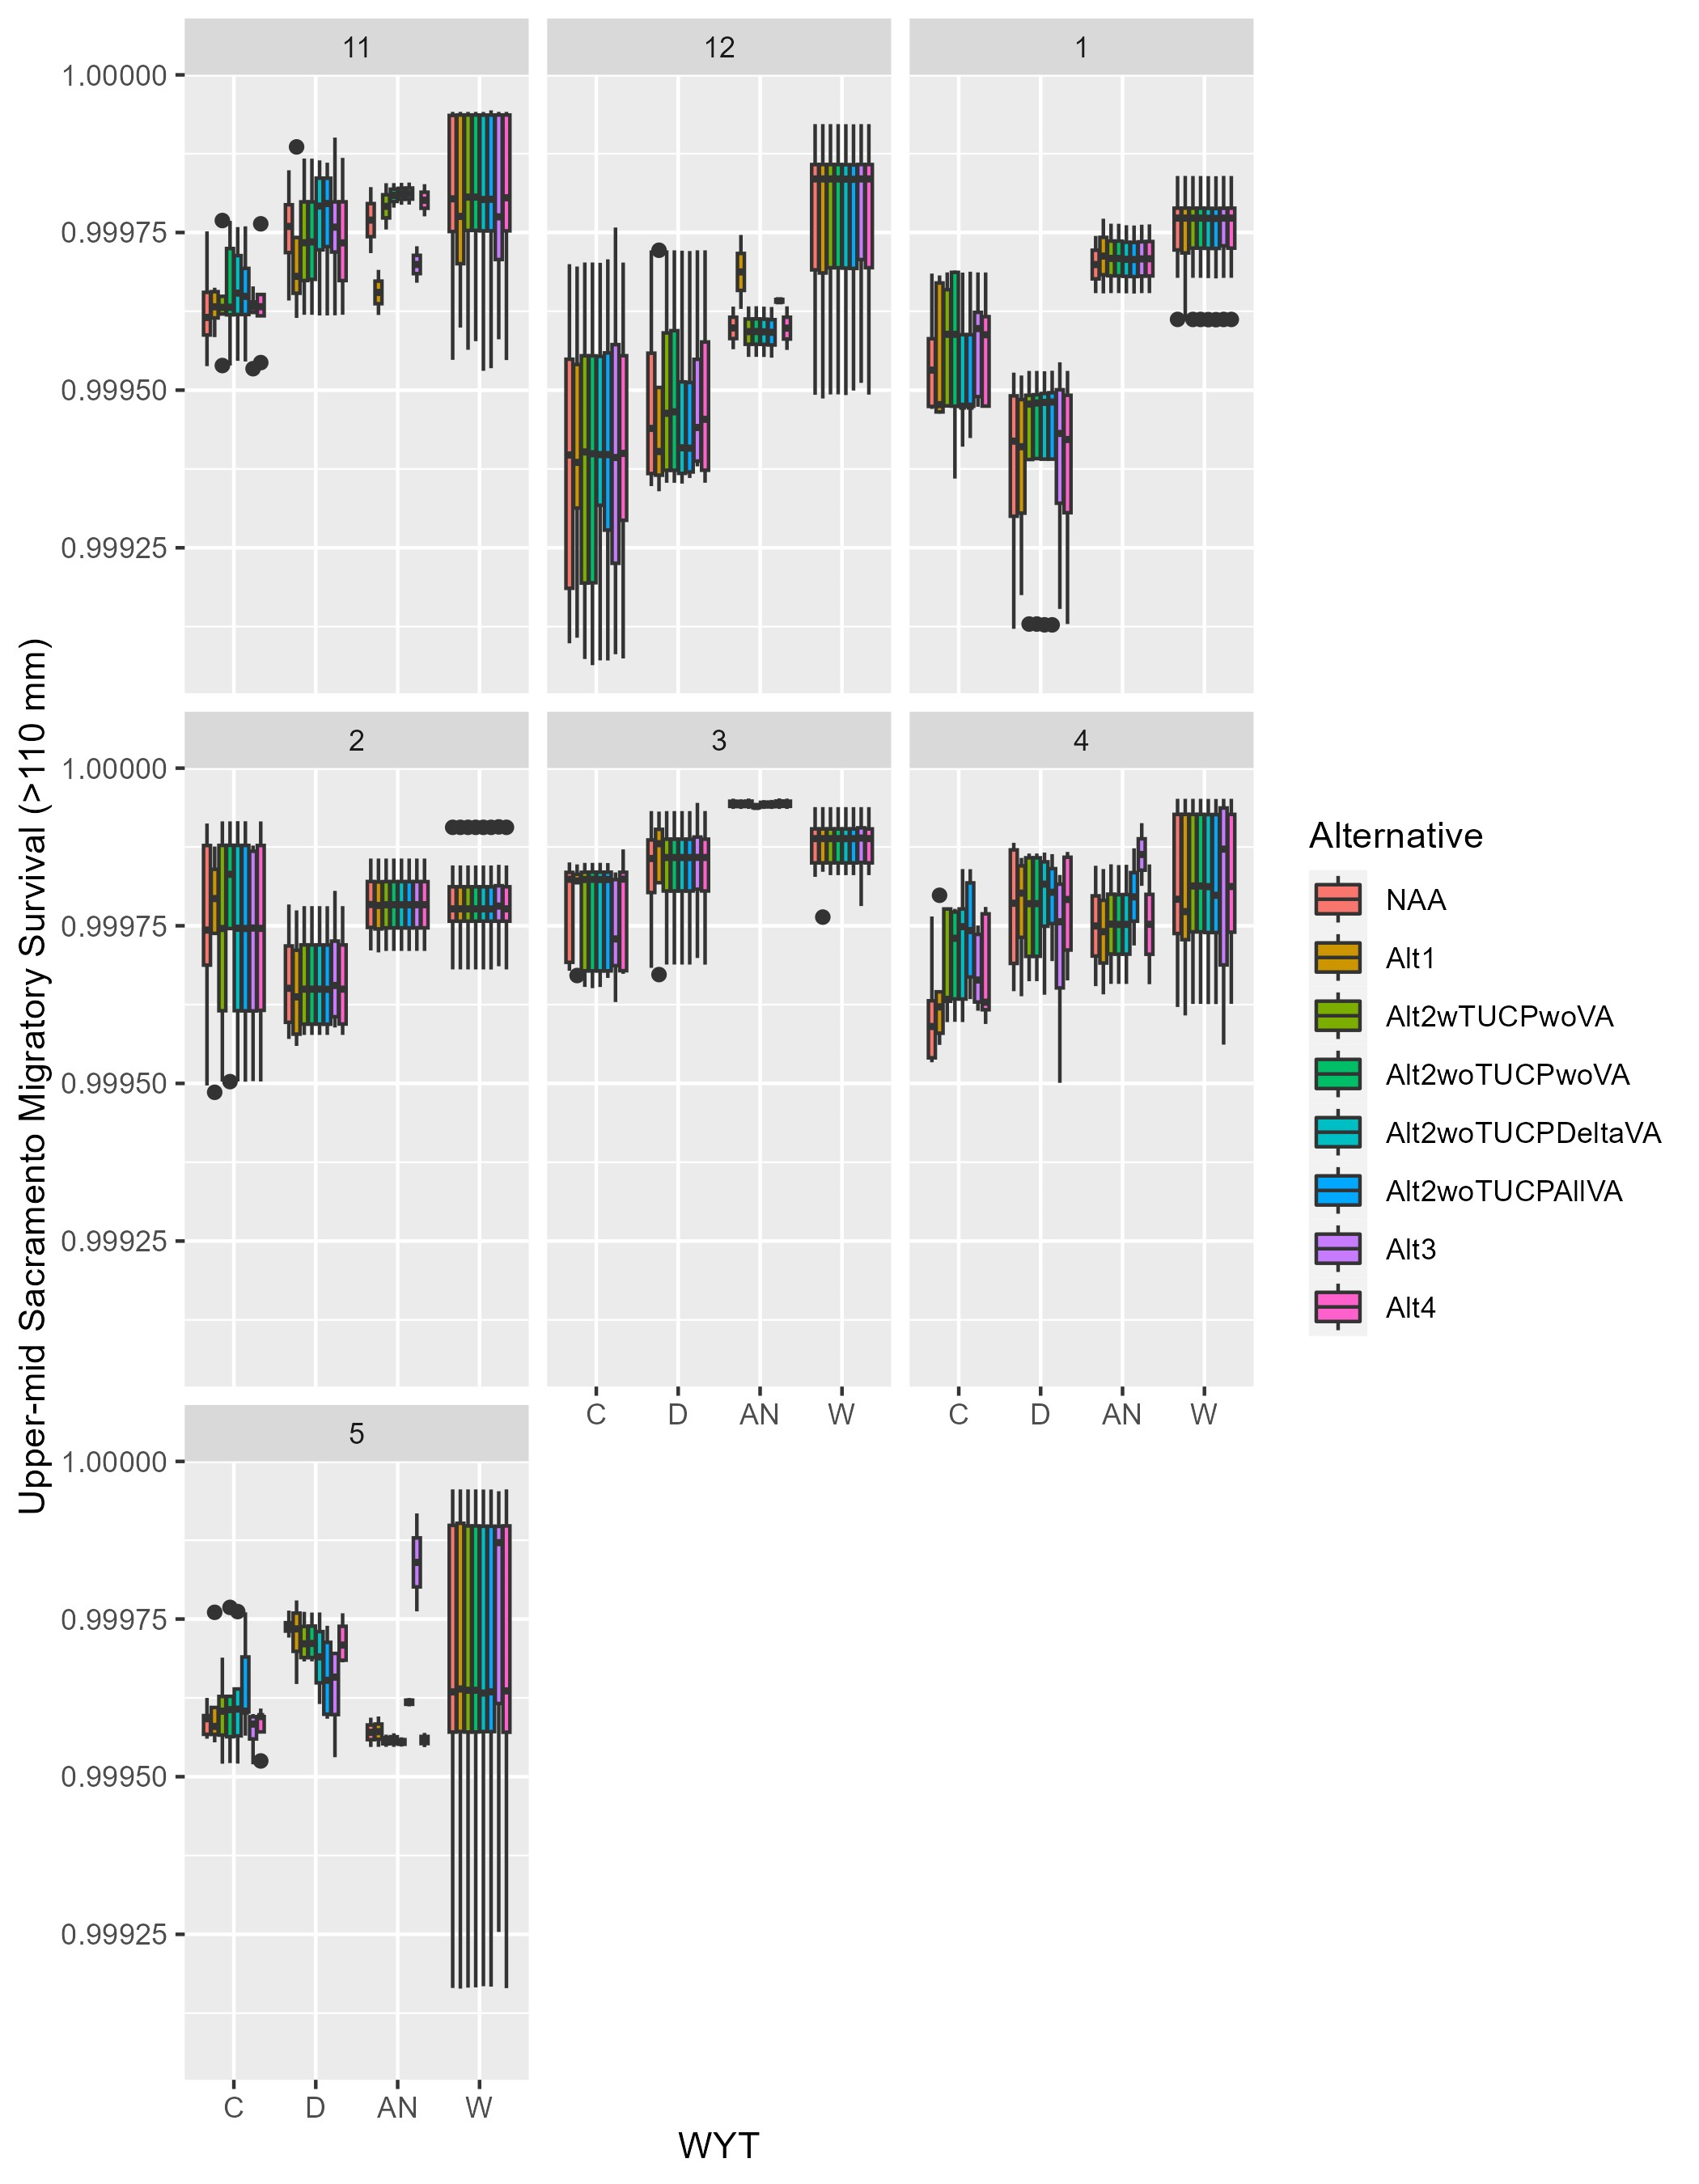 11
12
1
1.00000
0.99975
0.99950
0.99925
2
3
4
1.00000
0.99975
0.99950
0.99925
C D AN W
C D AN W
5
1.00000
0.99975
0.99950
0.99925
C D AN W
WYT
Upper-mid Sacramento Migratory Survival (>110 mm)
Alternative
NAA
Alt1
Alt2wTUCPwoVA
Alt2woTUCPwoVA
Alt2woTUCPDeltaVA
Alt2woTUCPAllVA
Alt3
Alt4